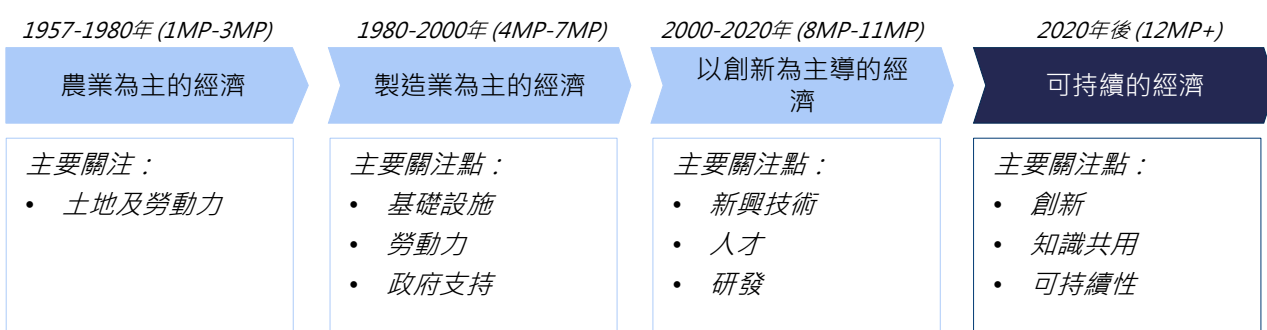 1957-1980年 (1MP-3MP)
農業為主的經濟
主要關注：
• 土地及勞動力
1980-2000年 (4MP-7MP)
製造業為主的經濟
主要關注點：
• 基礎設施
• 勞動力
• 政府支持
2000-2020年 (8MP-11MP)
以創新為主導的經
濟
主要關注點：
• 新興技術
• 人才
• 研發
2020年後 (12MP+)
可持續的經濟
主要關注點：
• 創新
• 知識共用
• 可持續性